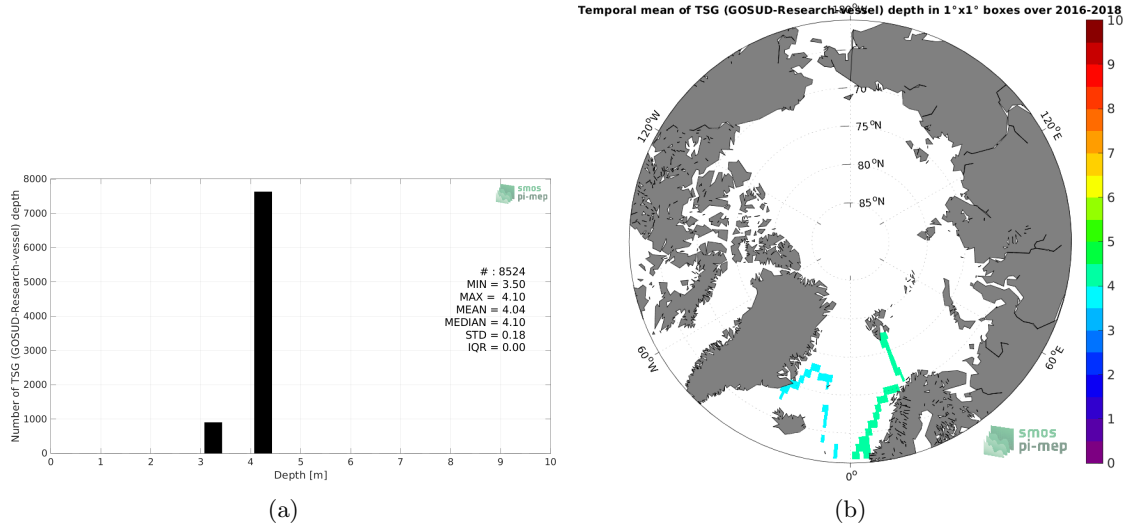 8000
7000
6000
5000
4000
3000
2000
1000
0
Number of TSG (GOSUD-Research-vessel) depth
smos
pi-mep
# : 8524
MIN = 3.50
MAX = 4.10
MEAN = 4.04
MEDIAN = 4.10
STD = 0.18
IQR = 0.00
0 1 2 3 4 5 6 7 8 9 10
Depth [m]
(a)
Temporal mean of TSG (GOSUD-Research-vessel) depth in 1°x1° boxes over 2016-2018
180°W
120°W
120°E
70
75°N
80°N
85°N
60°W
60°E
0°
smos
pi-mep
10
9
8
7
6
5
4
3
2
1
0
(b)